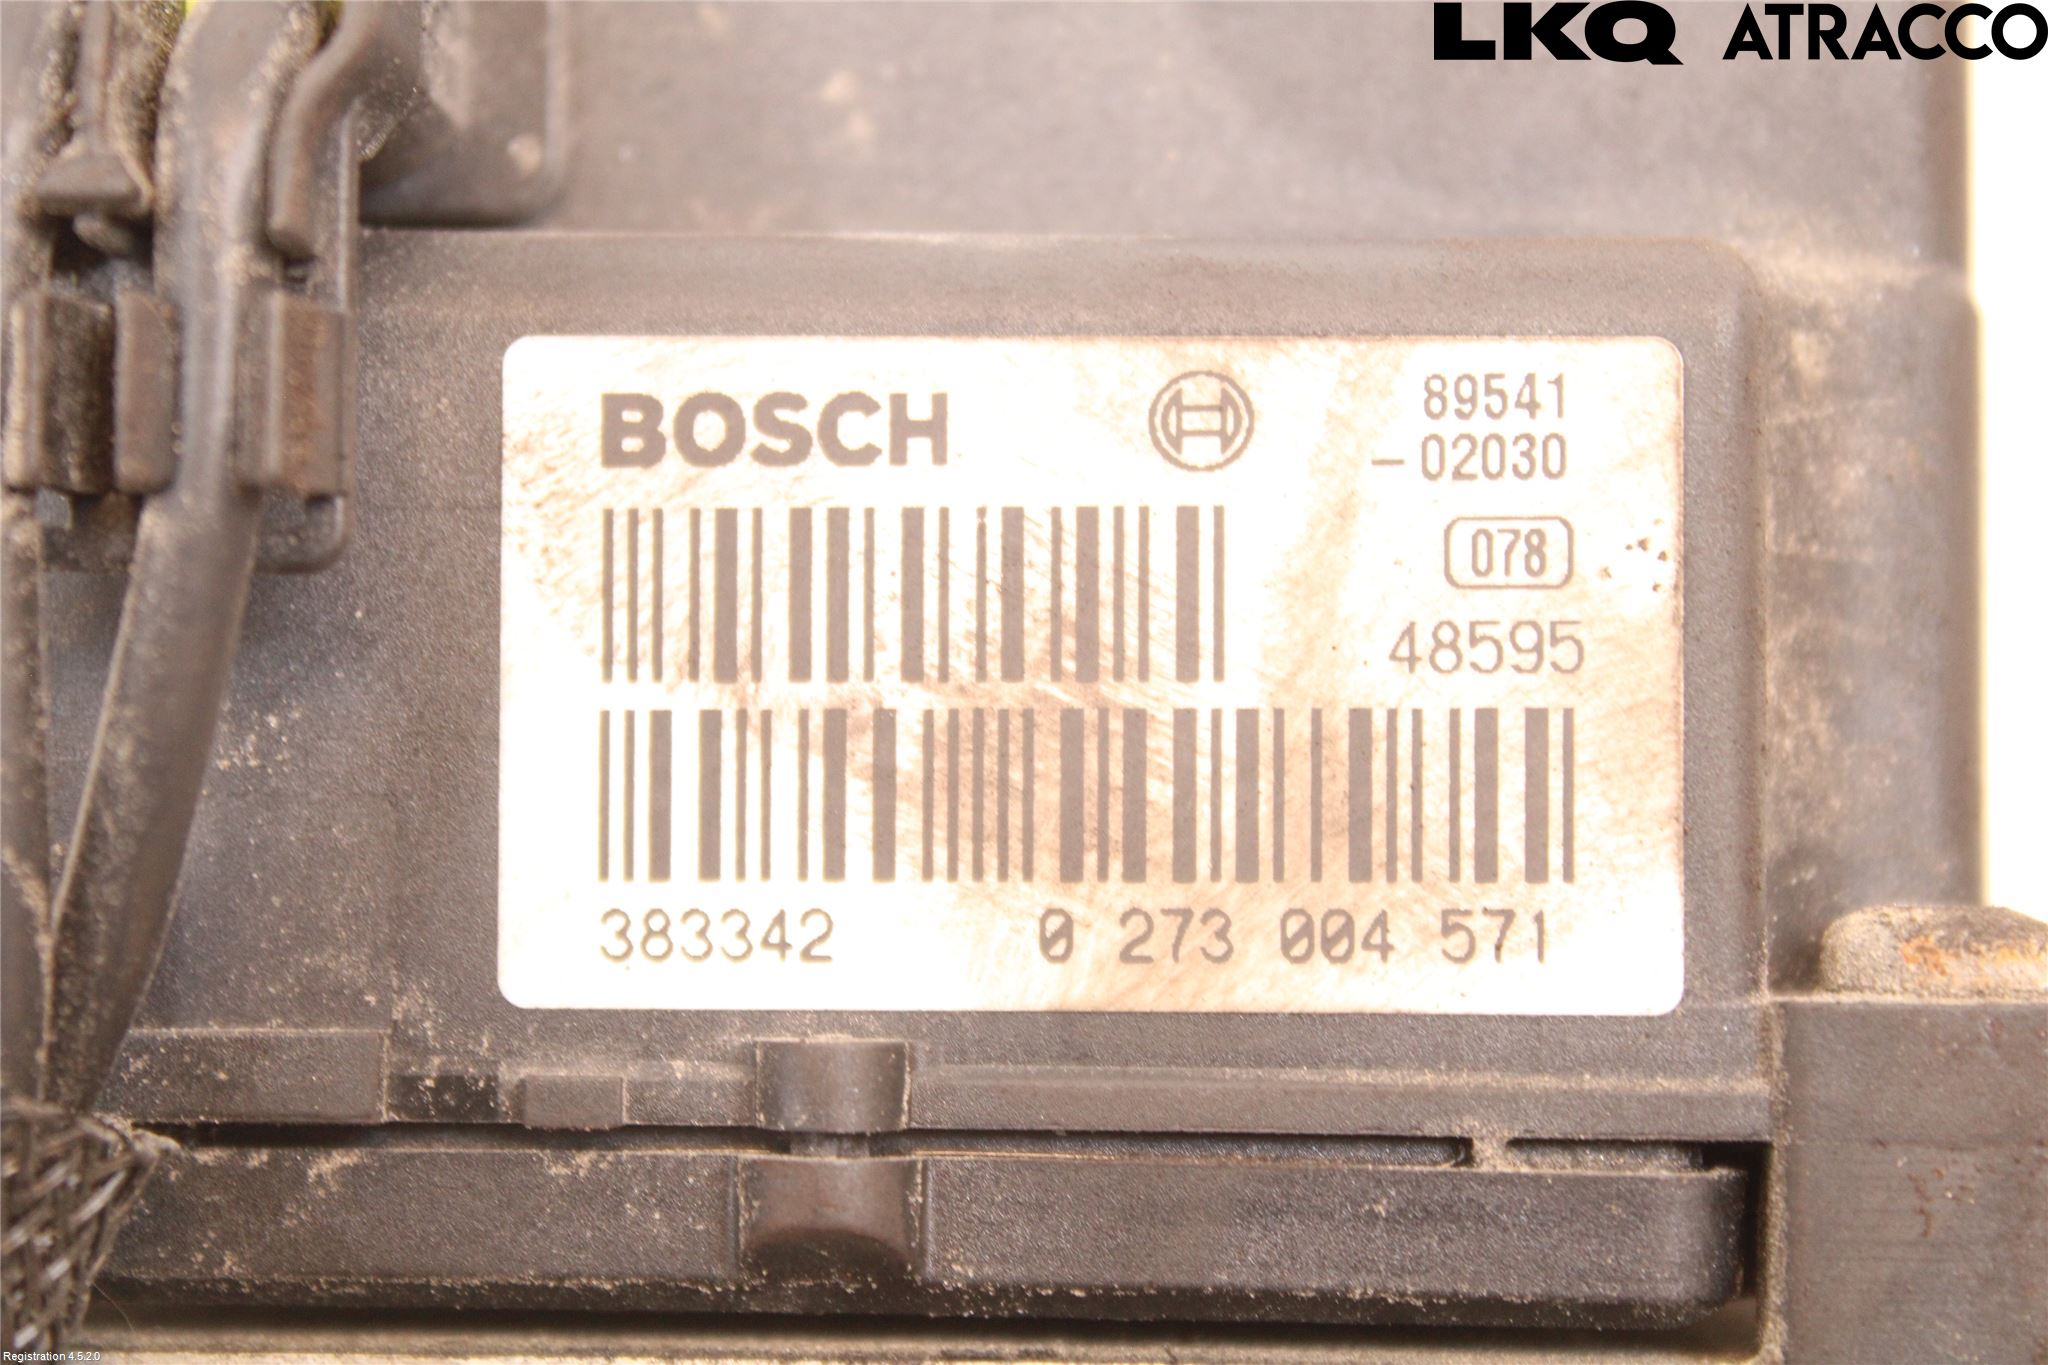 LKQ ATRACCO
BOSCH
89541
-02030
078
48595
383342 0 273 004 571
Registration 4.5.2.0